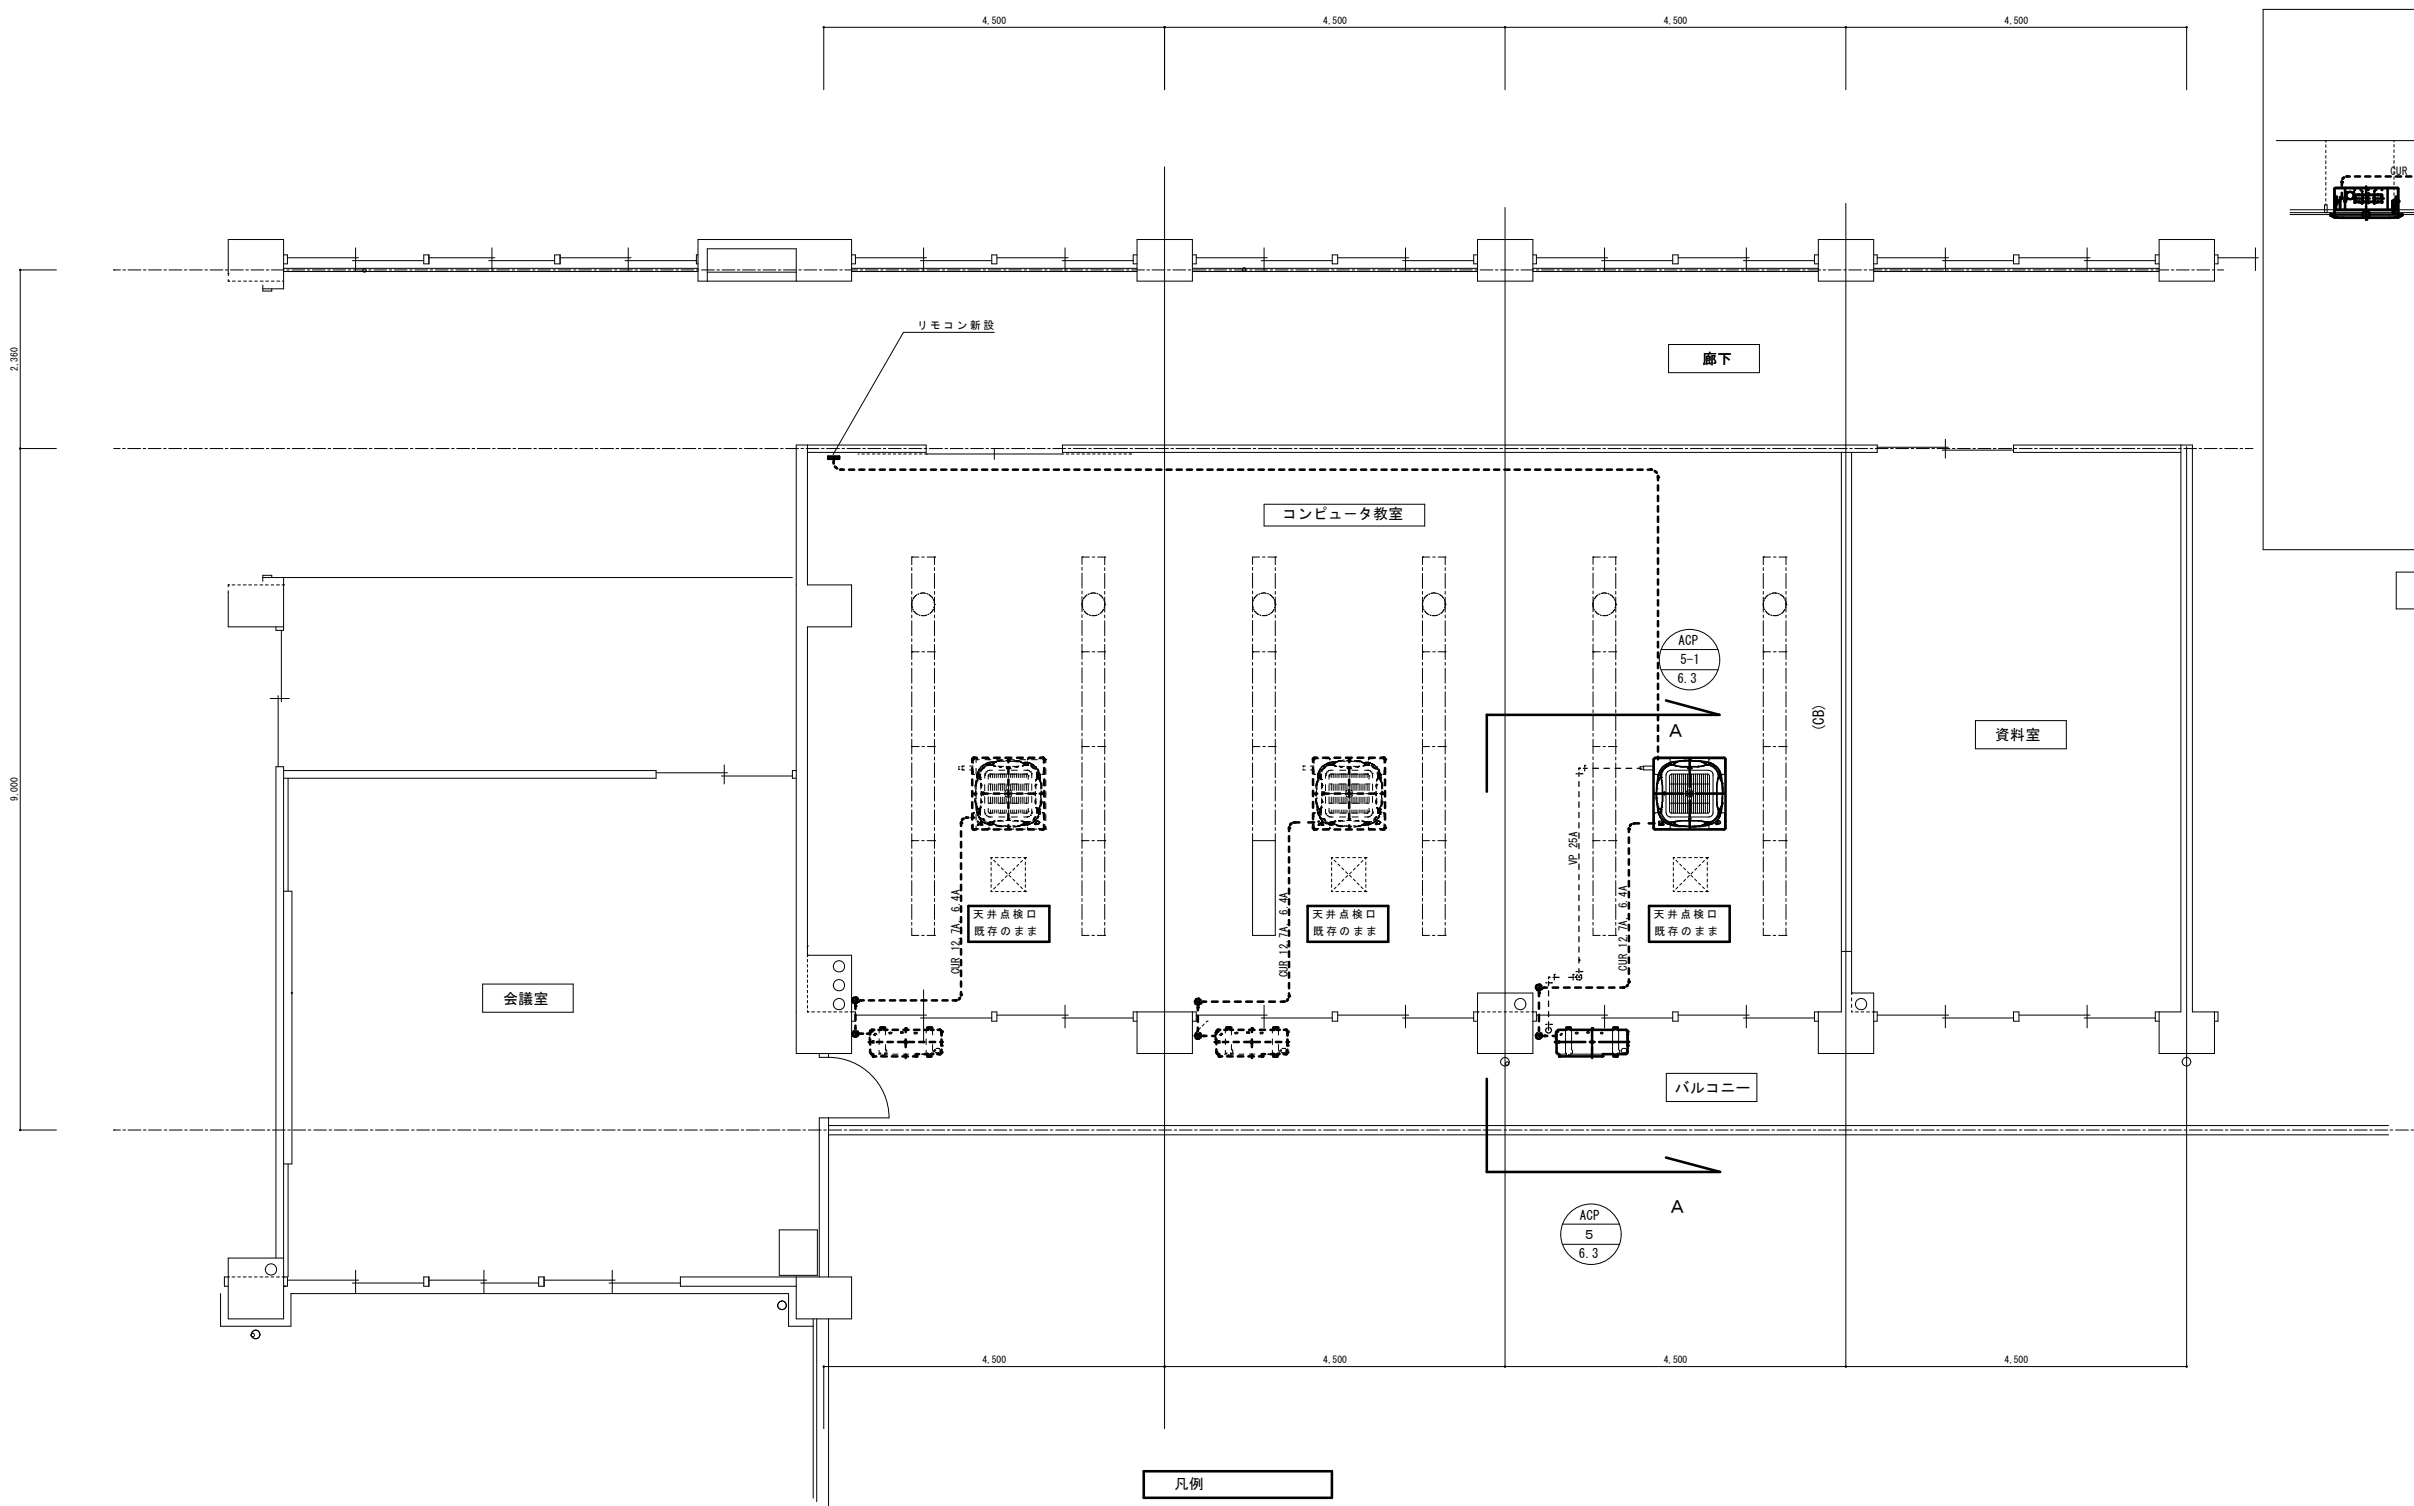 4,500
4,500
4,500
4,500
CUR
リモコン新設
2,360
廊下
コンピュータ教室
ACP
5-1
6.3
A
(CB)
資料室
9,000
VP 25A
CUR 12.7A, 6.4A
CUR 12.7A, 6.4A
CUR 12.7A, 6.4A
天井点検口
既存のまま
天井点検口
既存のまま
天井点検口
既存のまま
会議室
バルコニー
A
ACP
5
6.3
4,500
4,500
4,500
4,500
凡例